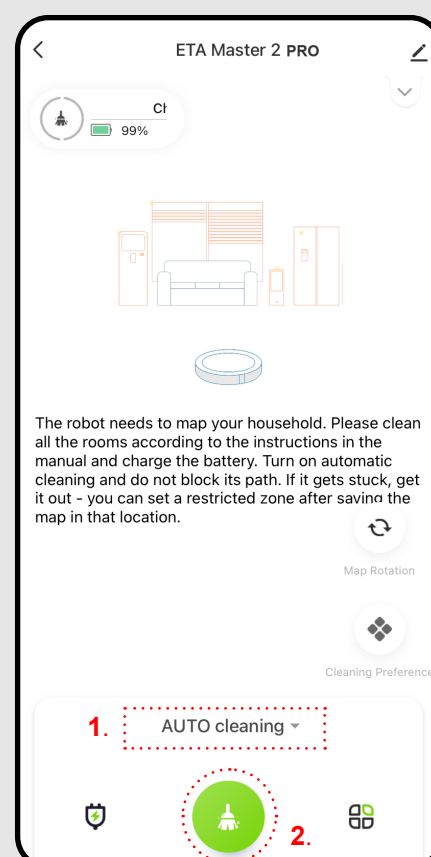 ETA Master 2 PRO
99%
The robot needs to map your household. Please clean
all the rooms according to the instructions in the
manual and charge the battery. Turn on automatic
cleaning and do not block its path. If it gets stuck, get
it out - you can set a restricted zone after saving the
map in that location.
Map Rotation
Cleaning Preference
1. AUTO cleaning
2.